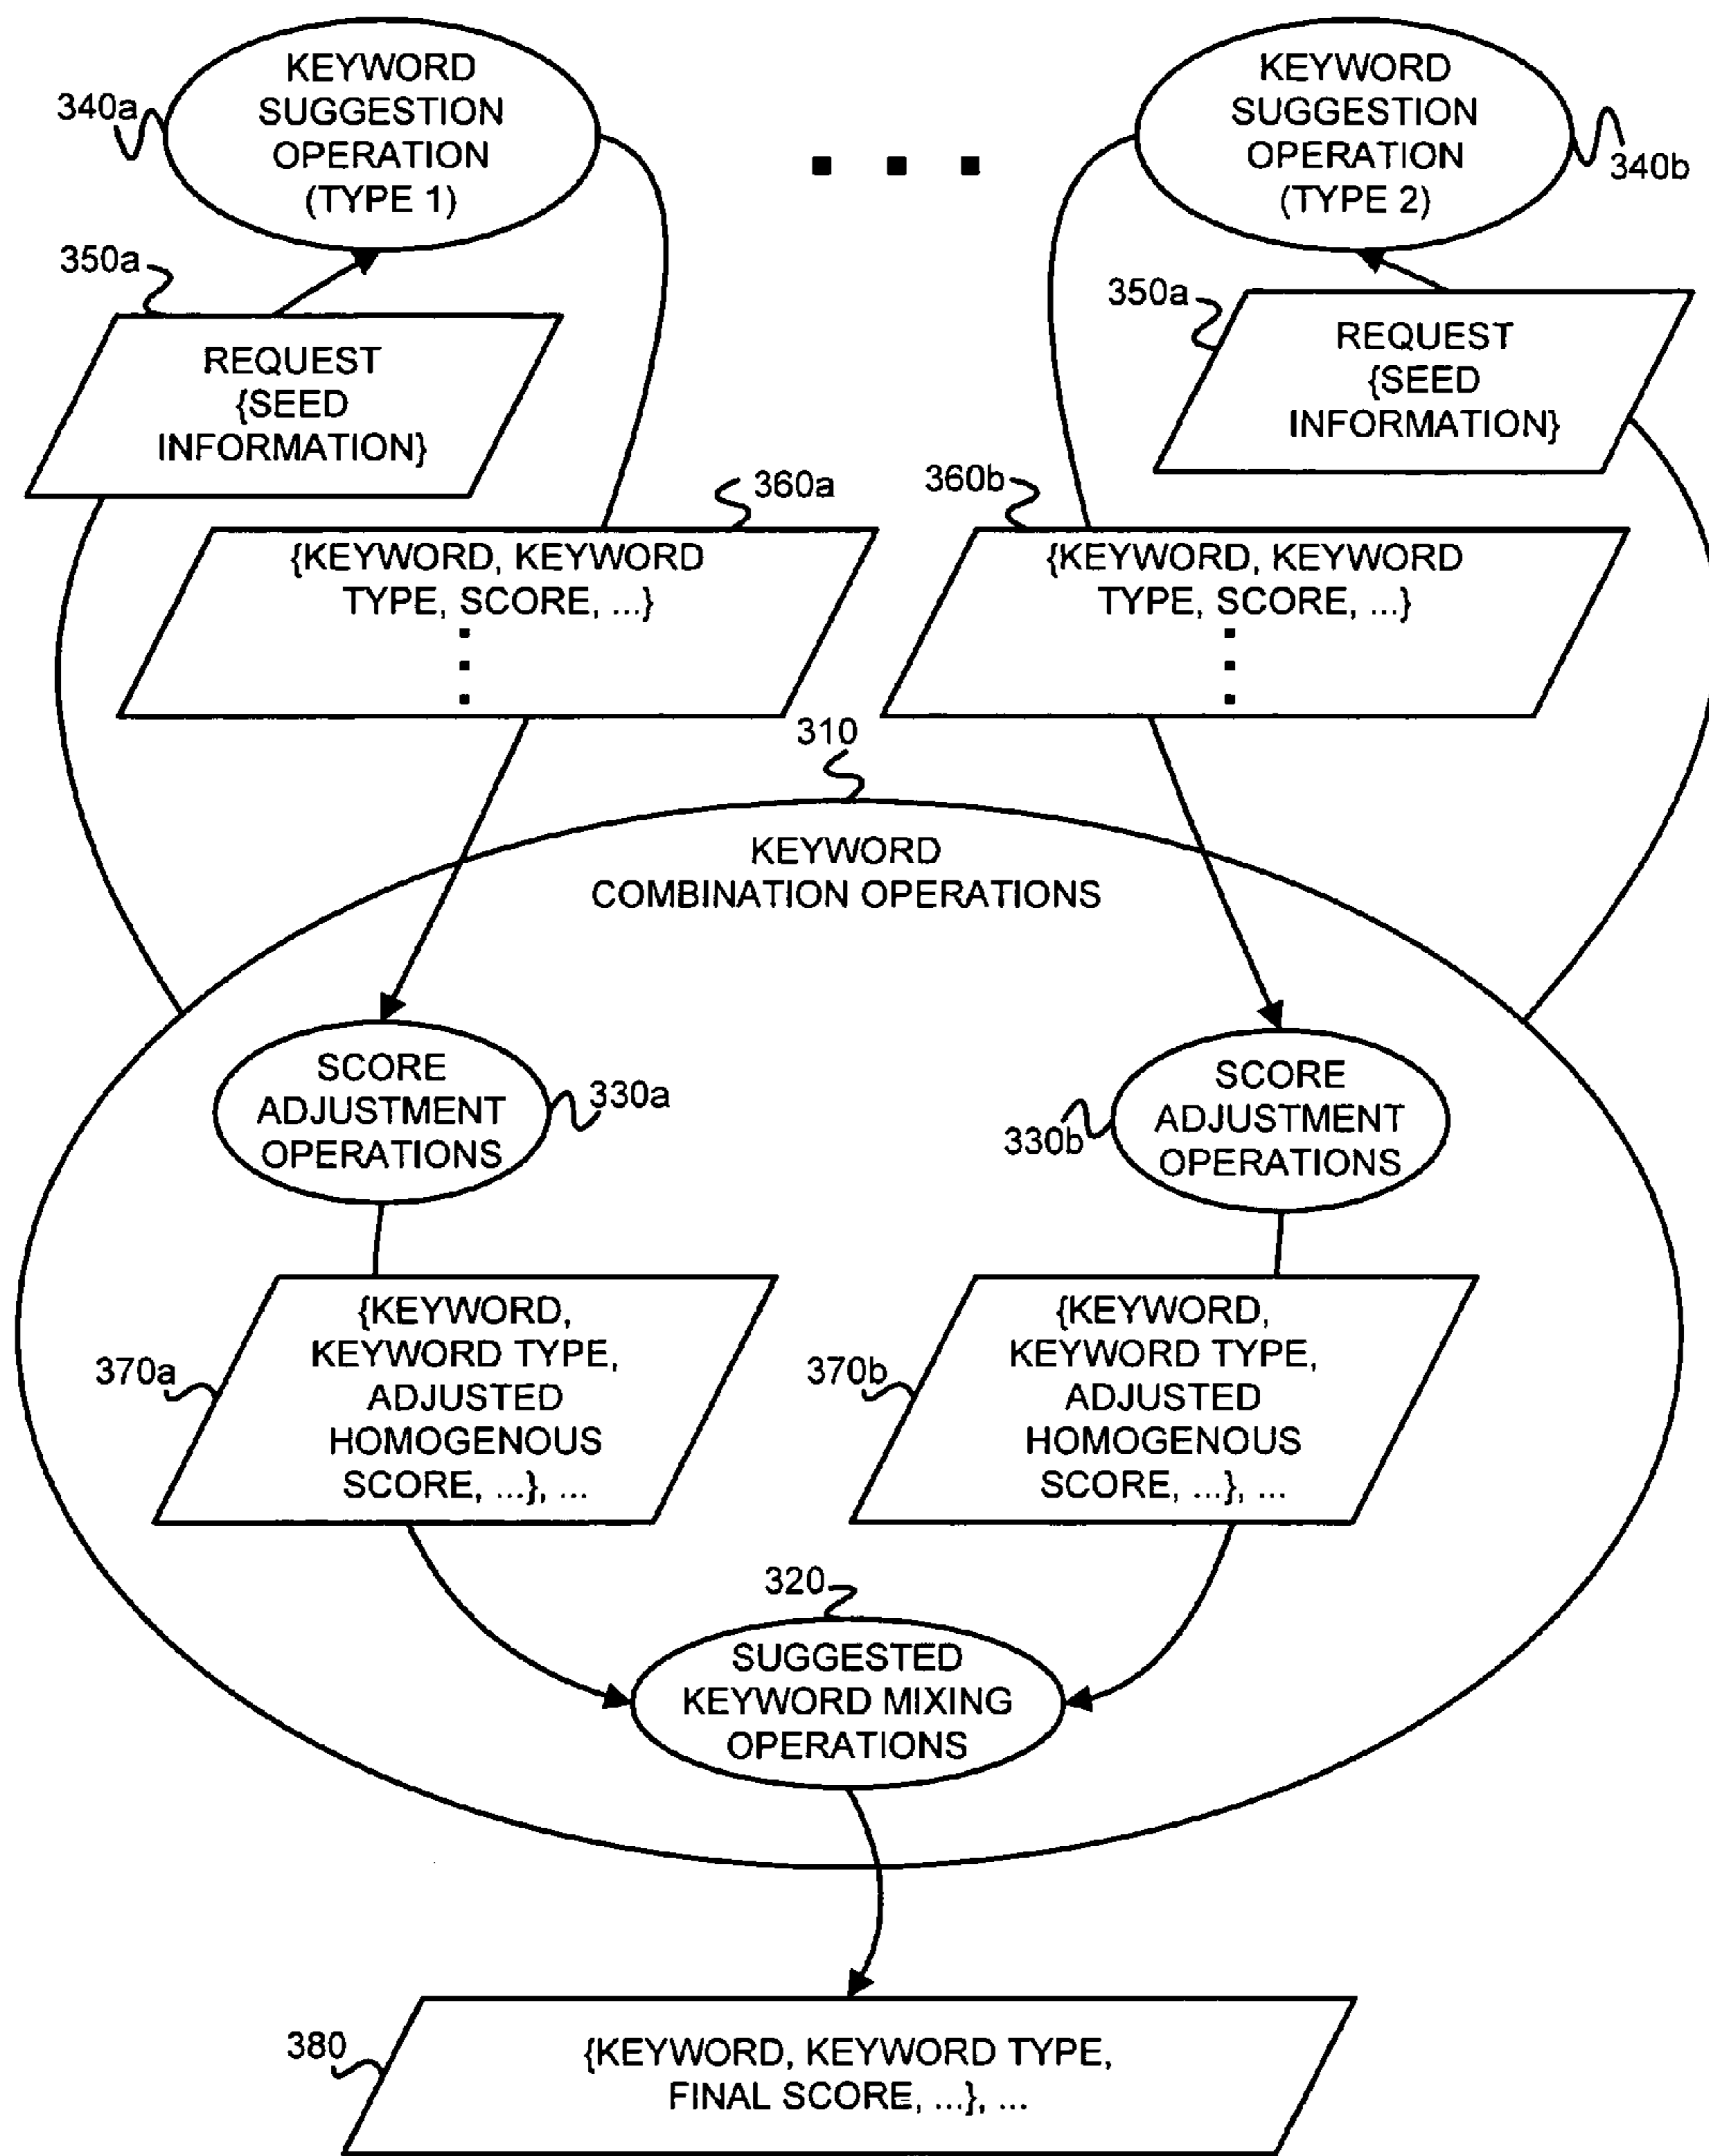 KEYWORD
SUGGESTION
OPERATION
(TYPE 1)
340a
KEYWORD
SUGGESTION
OPERATION
(TYPE 2)
340b
350a
REQUEST
{SEED
INFORMATION}
350a
REQUEST
{SEED
INFORMATION}
360a
{KEYWORD, KEYWORD
TYPE, SCORE, ...}
360b
{KEYWORD, KEYWORD
TYPE, SCORE, ...}
310
KEYWORD
COMBINATION OPERATIONS
SCORE
ADJUSTMENT
OPERATIONS
330a
SCORE
ADJUSTMENT
OPERATIONS
330b
370a
{KEYWORD,
KEYWORD TYPE,
ADJUSTED
HOMOGENOUS
SCORE, ...}, ...
370b
{KEYWORD,
KEYWORD TYPE,
ADJUSTED
HOMOGENOUS
SCORE, ...}, ...
320
SUGGESTED
KEYWORD MIXING
OPERATIONS
380
{KEYWORD, KEYWORD TYPE,
FINAL SCORE, ...}, ...